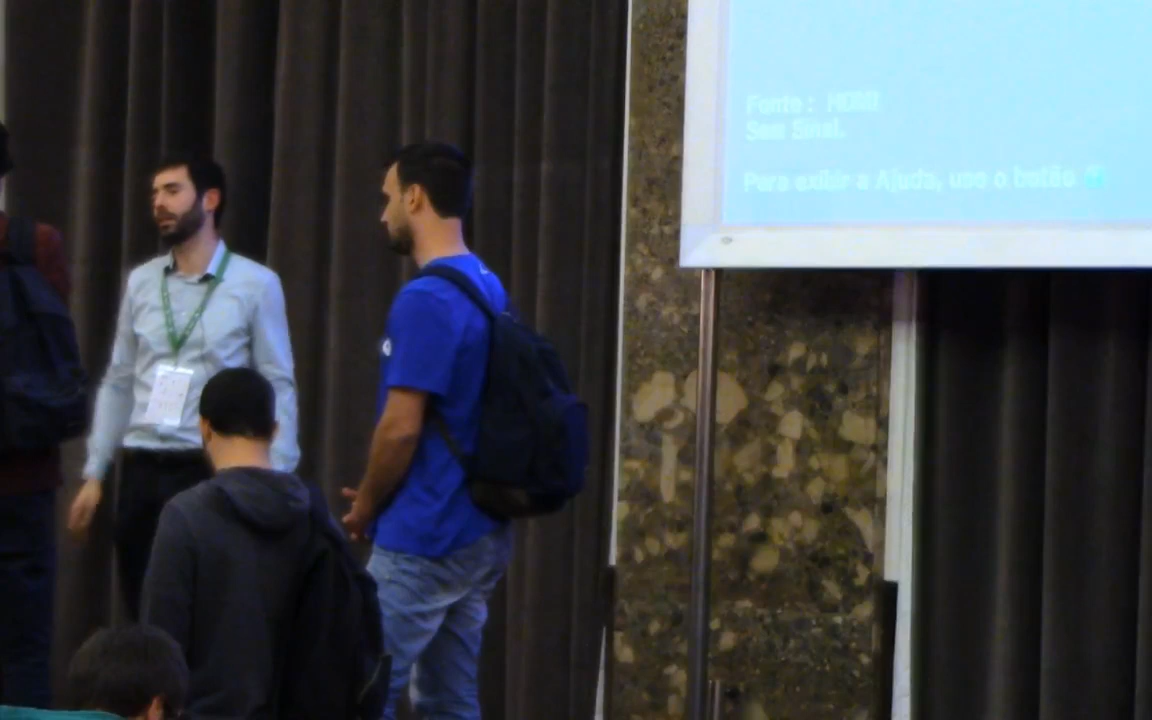 Fonte : HDMI
Sem Sinal.
Para exibir a Ajuda, use o botão